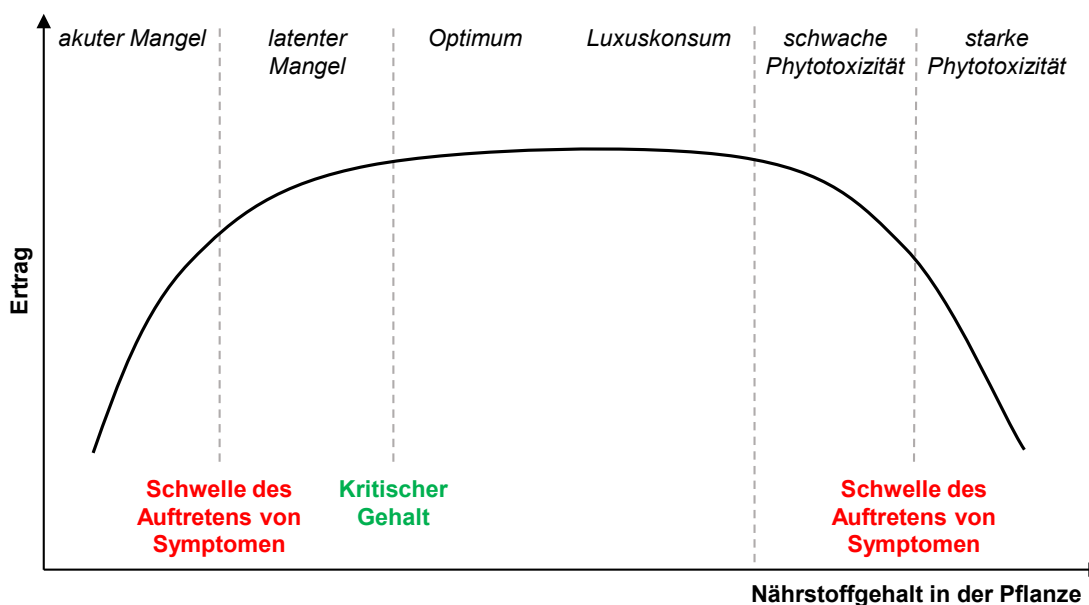 akuter Mangel
latenter
Mangel
Optimum
Luxuskonsum
schwache
Phytotoxizität
starke
Phytotoxizität
Ertrag
Schwelle des
Auftretens von
Symptomen
Kritischer
Gehalt
Schwelle des
Auftretens von
Symptomen
Nährstoffgehalt in der Pflanze